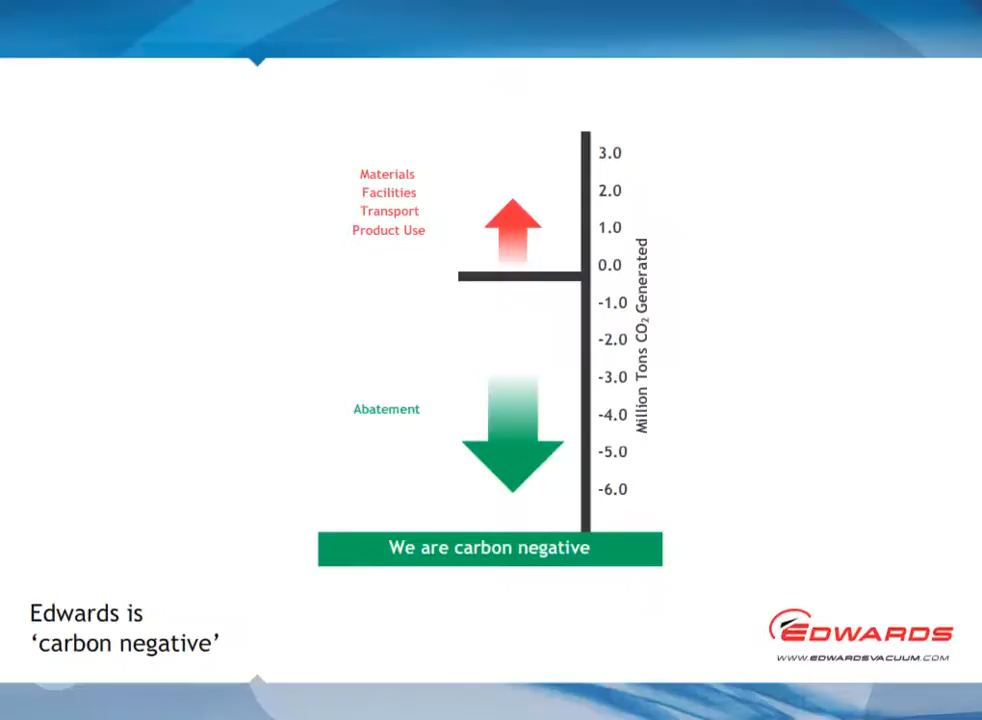 Materials
Facilities
Transport
Product Use
Abatement
3.0
2.0
1.0
0.0
-1.0
-2.0
-3.0
-4.0
-5.0
-6.0
Million Tons CO₂ Generated
We are carbon negative
Edwards is
‘carbon negative’
EDWARDS
WWW.EDWARDSVACUUM.COM